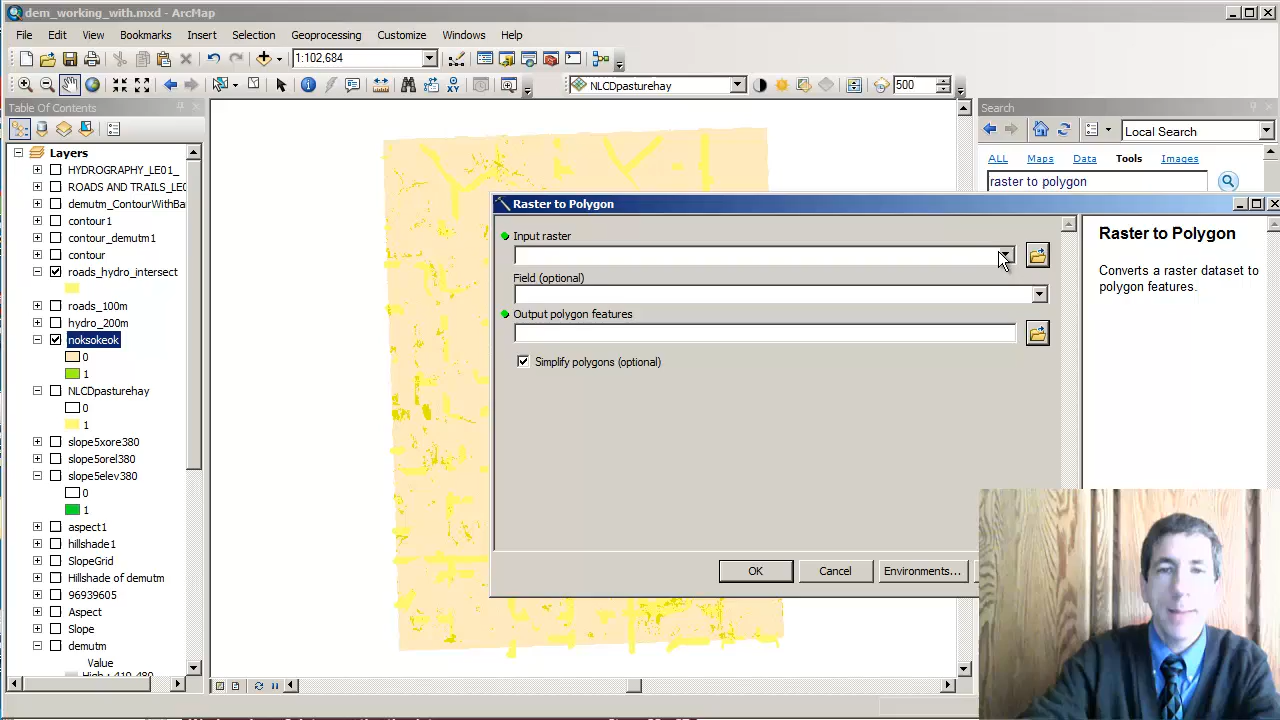 dem_working_with.mxd - ArcMap
File Edit View Bookmarks Insert Selection Geoprocessing Customize Windows Help
1:102,684
NLCDpasturehay
500
Table Of Contents
Layers
HYDROGRAPHY_LE01_
ROADS AND TRAILS_LE0
demutm_ContourWithBa
contour1
contour_demutm1
contour
roads_hydro_intersect
roads_100m
hydro_200m
noksokeok
0
1
NLCDpasturehay
0
1
slope5xore380
slope5orel380
slope5elev380
0
1
aspect1
hillshade1
SlopeGrid
Hillshade of demutm
96939605
Aspect
Slope
demutm
Value
Search
Local Search
ALL Maps Data Tools Images
raster to polygon
Raster to Polygon
Input raster
Field (optional)
Output polygon features
Simplify polygons (optional)
OK Cancel Environments...
Raster to Polygon
Converts a raster dataset to
polygon features.